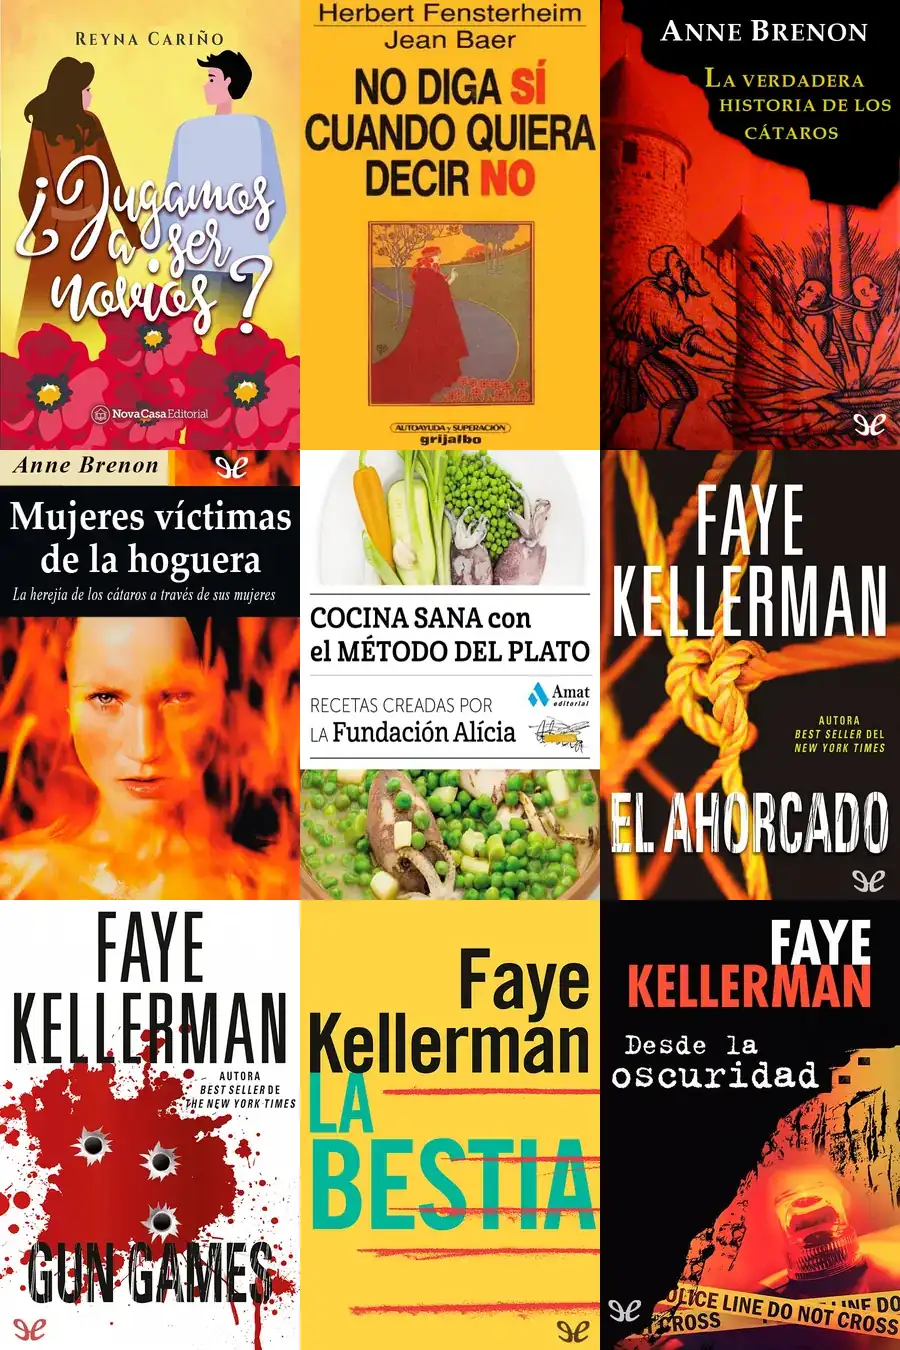 REYNA CARIÑO
¿Jugamos
a ser
novios?
NovaCasaEditorial
Herbert Fensterheim
Jean Baer
NO DIGA SÍ
CUANDO QUIERA
DECIR NO
AUTOAYUDA y SUPERACIÓN
grijalbo
ANNE BRENON
LA VERDADERA
HISTORIA DE LOS
CÁTAROS
Anne Brenon
Mujeres víctimas
de la hoguera
La herejía de los cátaros a través de sus mujeres
COCINA SANA con
el MÉTODO DEL PLATO
RECETAS CREADAS POR
LA Fundación Alícia
Amat
editorial
FAYE
KELLERMAN
AUTORA
BEST SELLER DEL
NEW YORK TIMES
EL AHORCADO
FAYE
KELLERMAN
AUTORA
BEST SELLER DE
THE NEW YORK TIMES
GUN GAMES
Faye
Kellerman
LA
BESTIA
FAYE
KELLERMAN
Desde la
oscuridad
POLICE LINE DO NOT CROSS
LINE DO
CROSS